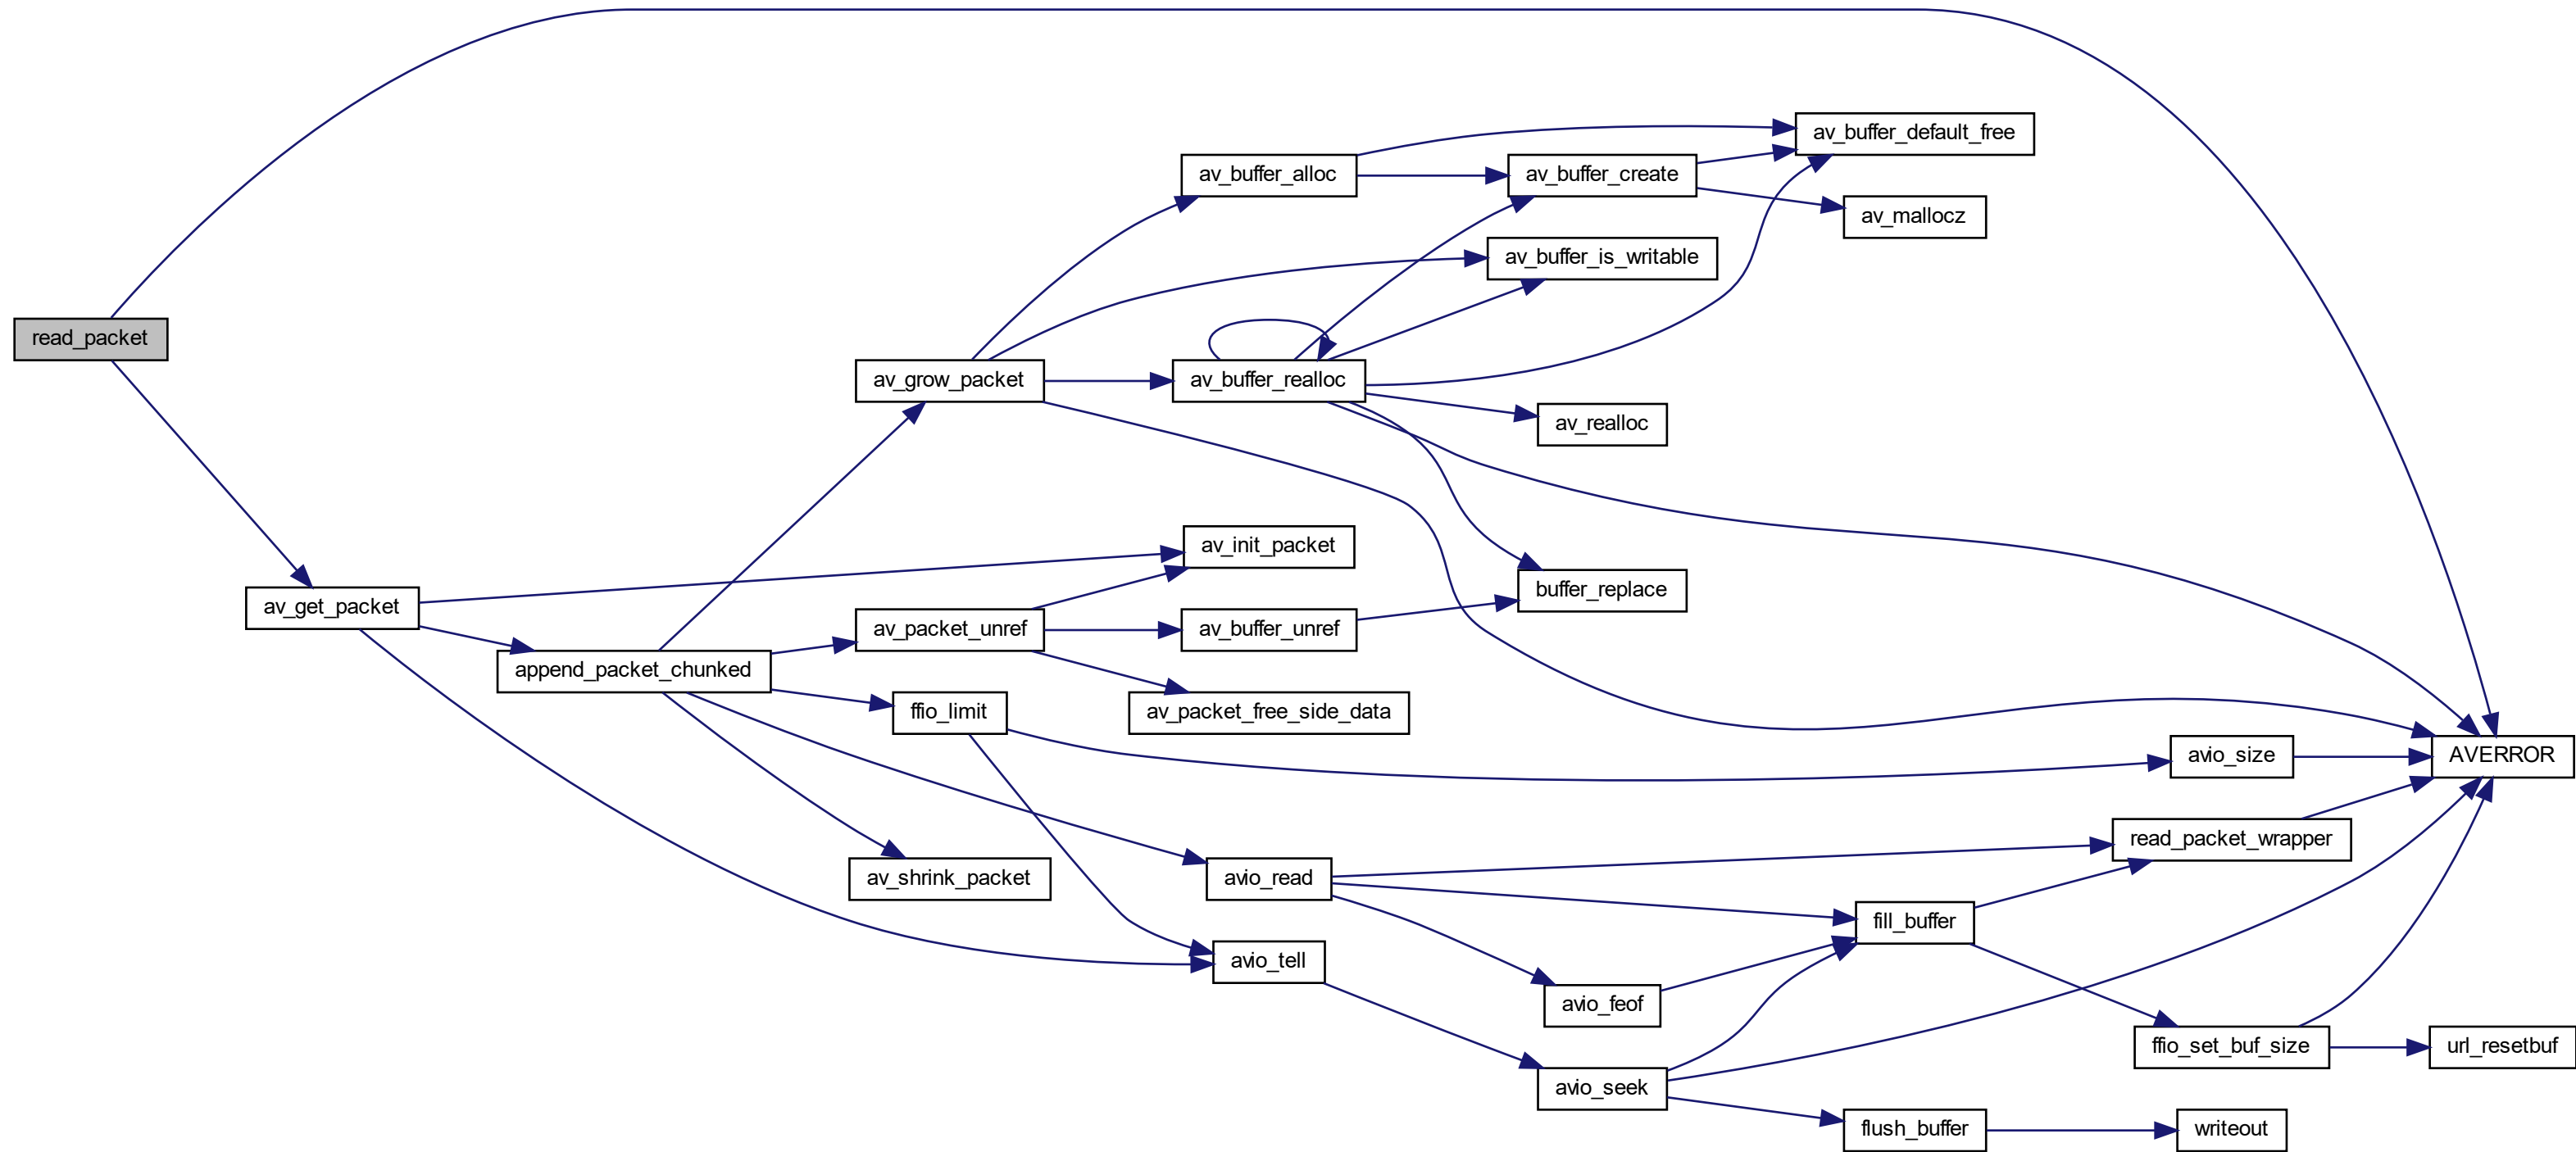 read_packet
av_get_packet
append_packet_chunked
av_grow_packet
av_packet_unref
ffio_limit
av_shrink_packet
av_buffer_alloc
av_buffer_realloc
av_init_packet
av_buffer_unref
av_packet_free_side_data
avio_read
avio_tell
av_buffer_create
av_buffer_is_writable
av_realloc
buffer_replace
avio_feof
avio_seek
av_buffer_default_free
av_mallocz
fill_buffer
flush_buffer
avio_size
read_packet_wrapper
ffio_set_buf_size
writeout
AVERROR
url_resetbuf